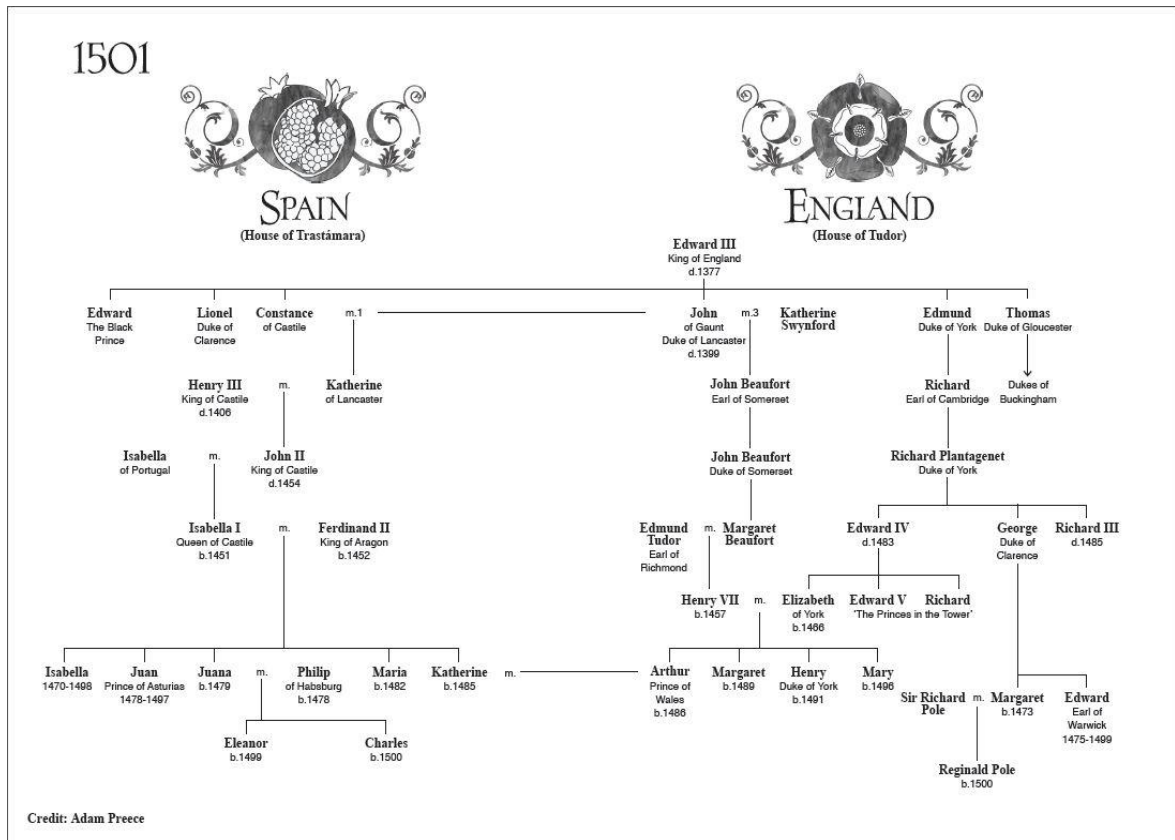 1501
SPAIN
(House of Trastámara)
ENGLAND
(House of Tudor)
Edward III
King of England
d.1377
Edward
The Black
Prince
Lionel
Duke of
Clarence
Constance
of Castile
m.1
John
of Gaunt
Duke of Lancaster
d.1399
m.3
Katherine
Swynford
Edmund
Duke of York
Thomas
Duke of Gloucester
Henry III
King of Castile
d.1406
m.
Katherine
of Lancaster
John Beaufort
Earl of Somerset
Richard
Earl of Cambridge
Dukes of
Buckingham
Isabella
of Portugal
m.
John II
King of Castile
d.1454
John Beaufort
Duke of Somerset
Richard Plantagenet
Duke of York
Isabella I
Queen of Castile
b.1451
m.
Ferdinand II
King of Aragon
b.1452
Edmund
Tudor
Earl of
Richmond
m.
Margaret
Beaufort
Edward IV
d.1483
George
Duke of
Clarence
Richard III
d.1485
Henry VII
b.1457
m.
Elizabeth
of York
b.1466
Edward V
Richard
'The Princes in the Tower'
Isabella
1470-1498
Juan
Prince of Asturias
1478-1497
Juana
b.1479
m.
Philip
of Habsburg
b.1478
Maria
b.1482
Katherine
b.1485
m.
Arthur
Prince of
Wales
b.1486
Margaret
b.1489
Henry
Duke of York
b.1491
Mary
b.1496
Sir Richard
Pole
m.
Margaret
b.1473
Edward
Earl of
Warwick
1475-1499
Eleanor
b.1499
Charles
b.1500
Reginald Pole
b.1500
Credit: Adam Preece